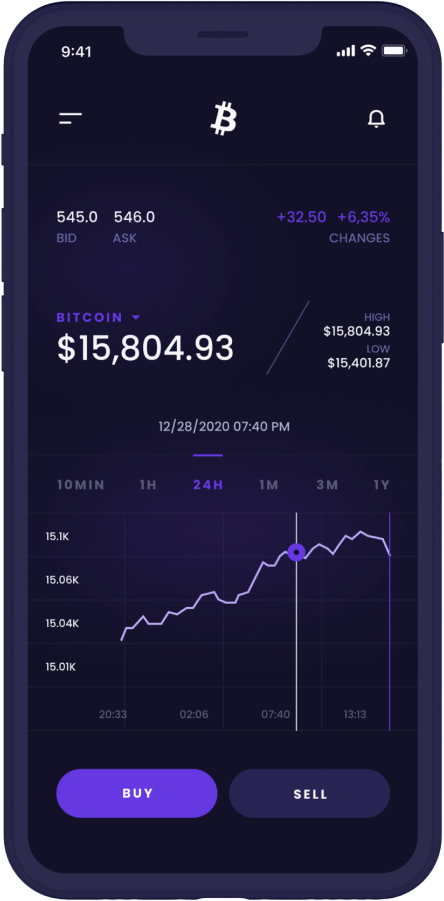 9:41
545.0 546.0 +32.50 +6,35%
BID ASK CHANGES
BITCOIN
$15,804.93
HIGH
$15,804.93
LOW
$15,401.87
12/28/2020 07:40 PM
10MIN 1H 24H 1M 3M 1Y
15.1K
15.06K
15.04K
15.01K
20:33 02:06 07:40 13:13
BUY SELL